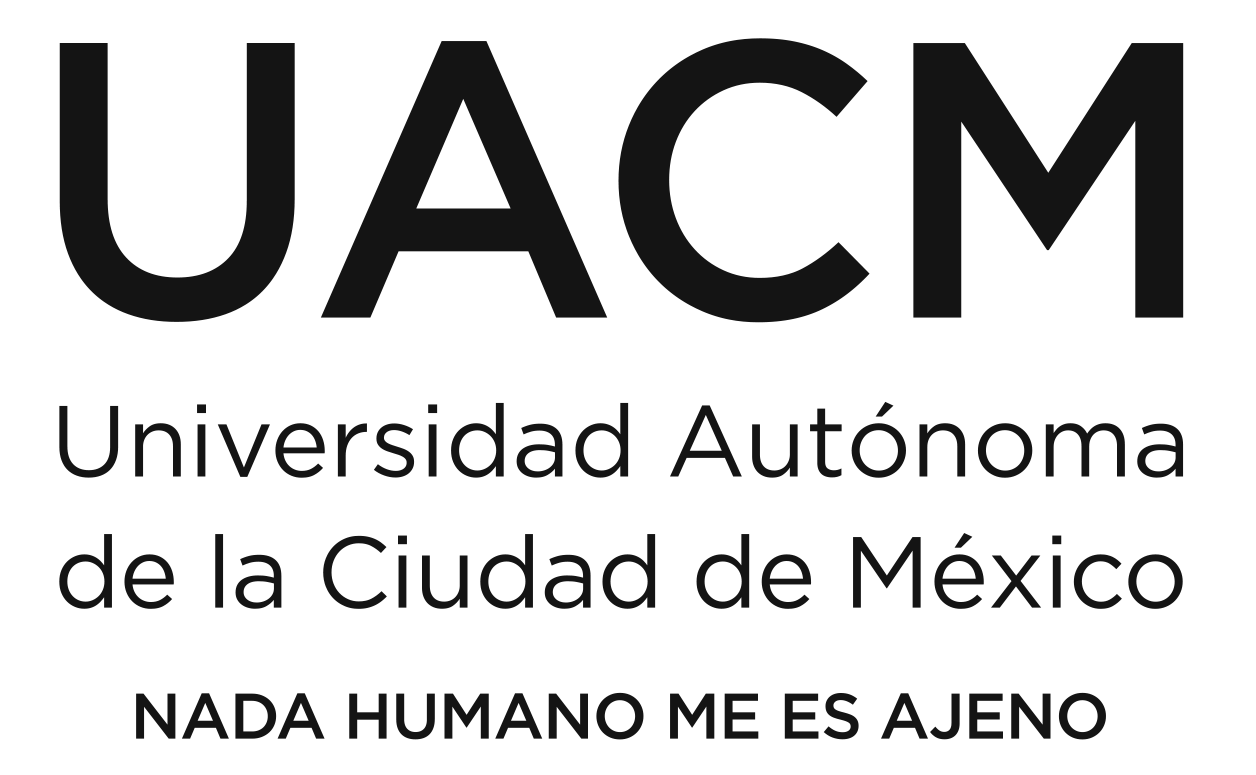 UACM
Universidad Autónoma
de la Ciudad de México
NADA HUMANO ME ES AJENO